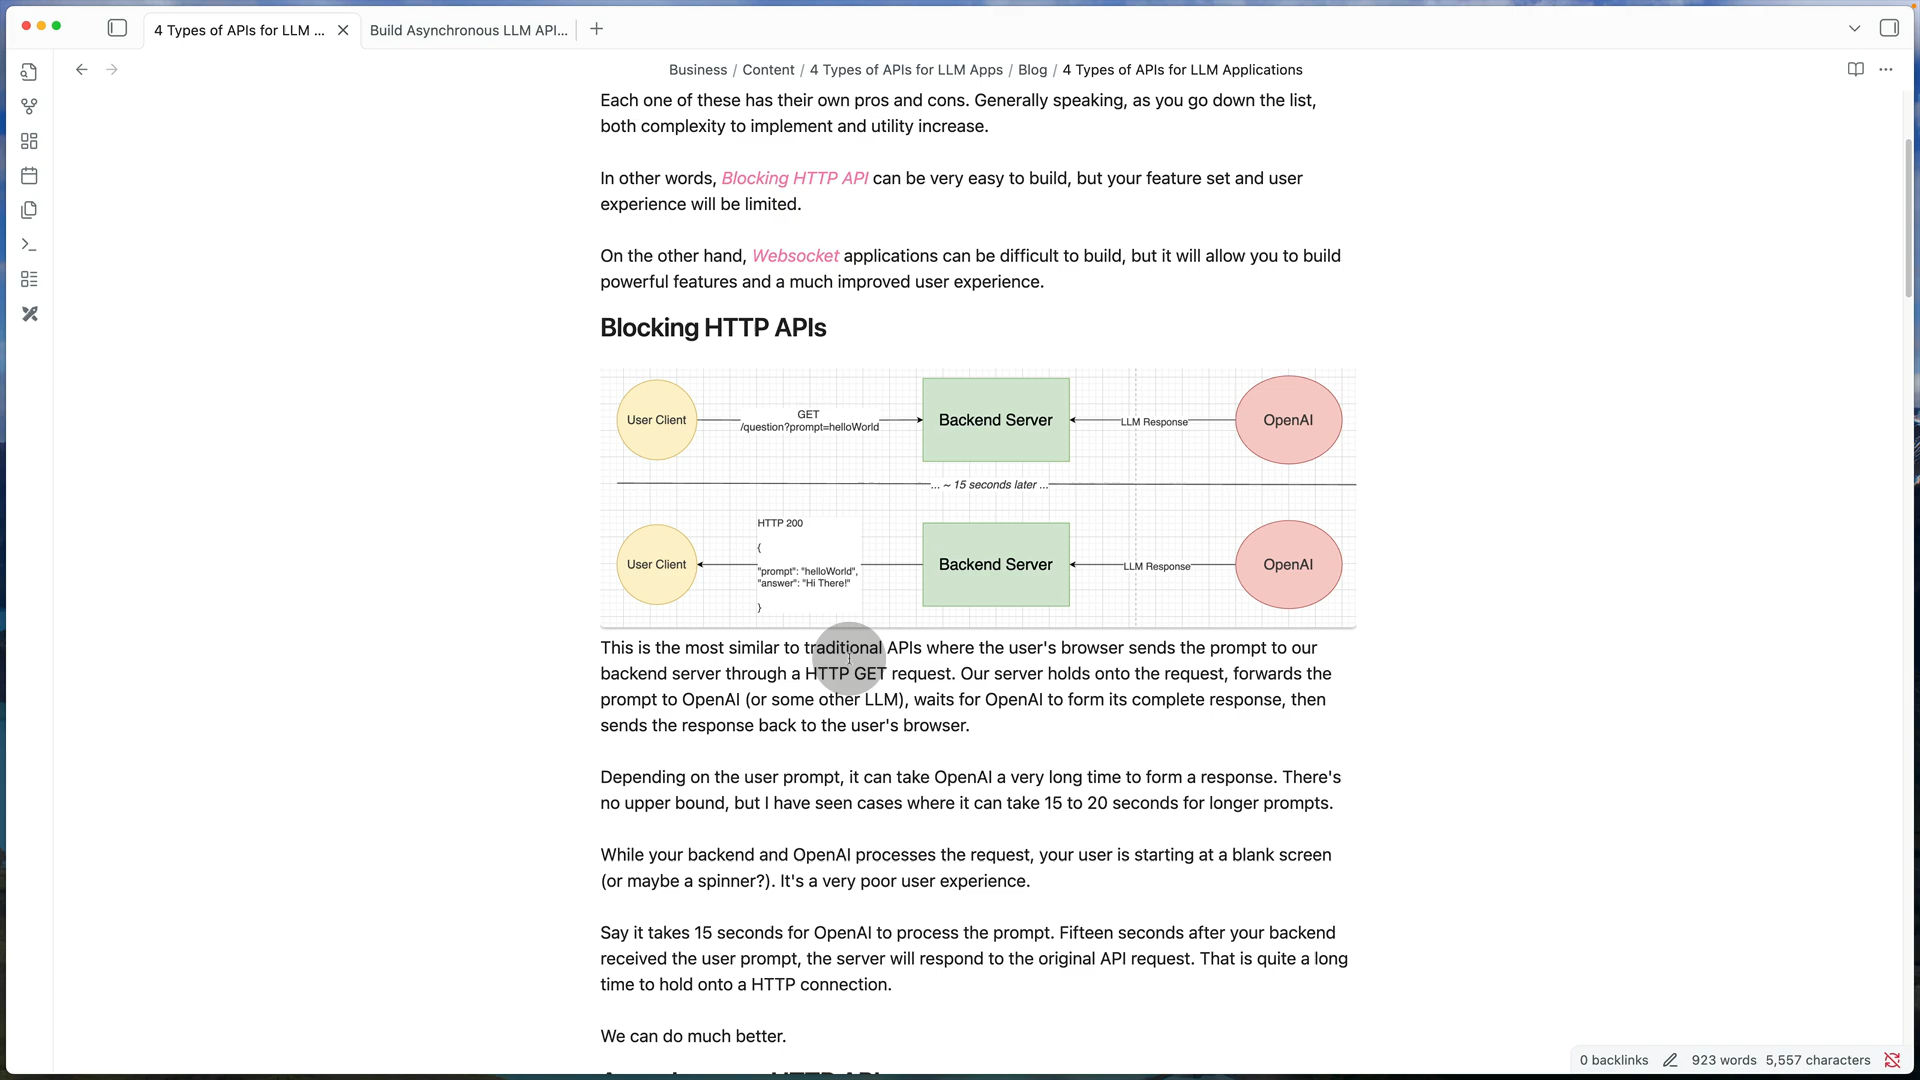 4 Types of APIs for LLM ...
Build Asynchronous LLM API...
Business / Content / 4 Types of APIs for LLM Apps / Blog / 4 Types of APIs for LLM Applications
Each one of these has their own pros and cons. Generally speaking, as you go down the list,
both complexity to implement and utility increase.
In other words, Blocking HTTP API can be very easy to build, but your feature set and user
experience will be limited.
On the other hand, Websocket applications can be difficult to build, but it will allow you to build
powerful features and a much improved user experience.
Blocking HTTP APIs
User Client
GET
/question?prompt=helloWorld
Backend Server
LLM Response
OpenAI
... ~ 15 seconds later ...
User Client
HTTP 200
{
"prompt": "helloWorld",
"answer": "Hi There!"
}
Backend Server
LLM Response
OpenAI
This is the most similar to traditional APIs where the user's browser sends the prompt to our
backend server through a HTTP GET request. Our server holds onto the request, forwards the
prompt to OpenAI (or some other LLM), waits for OpenAI to form its complete response, then
sends the response back to the user's browser.
Depending on the user prompt, it can take OpenAI a very long time to form a response. There's
no upper bound, but I have seen cases where it can take 15 to 20 seconds for longer prompts.
While your backend and OpenAI processes the request, your user is starting at a blank screen
(or maybe a spinner?). It's a very poor user experience.
Say it takes 15 seconds for OpenAI to process the prompt. Fifteen seconds after your backend
received the user prompt, the server will respond to the original API request. That is quite a long
time to hold onto a HTTP connection.
We can do much better.
0 backlinks 923 words 5,557 characters